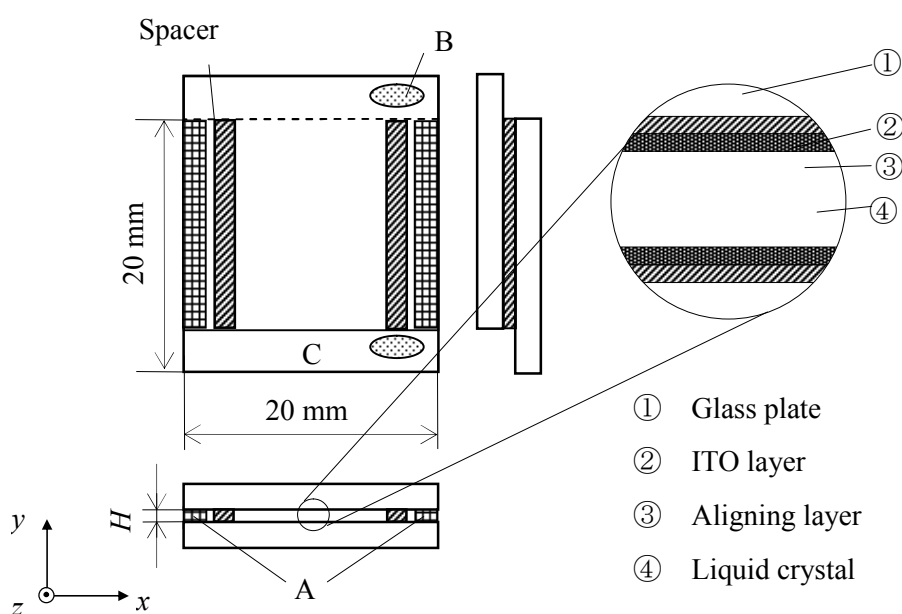 Spacer
B
①
②
③
④
20 mm
C
20 mm
① Glass plate
② ITO layer
③ Aligning layer
④ Liquid crystal
H
y
A
z
x